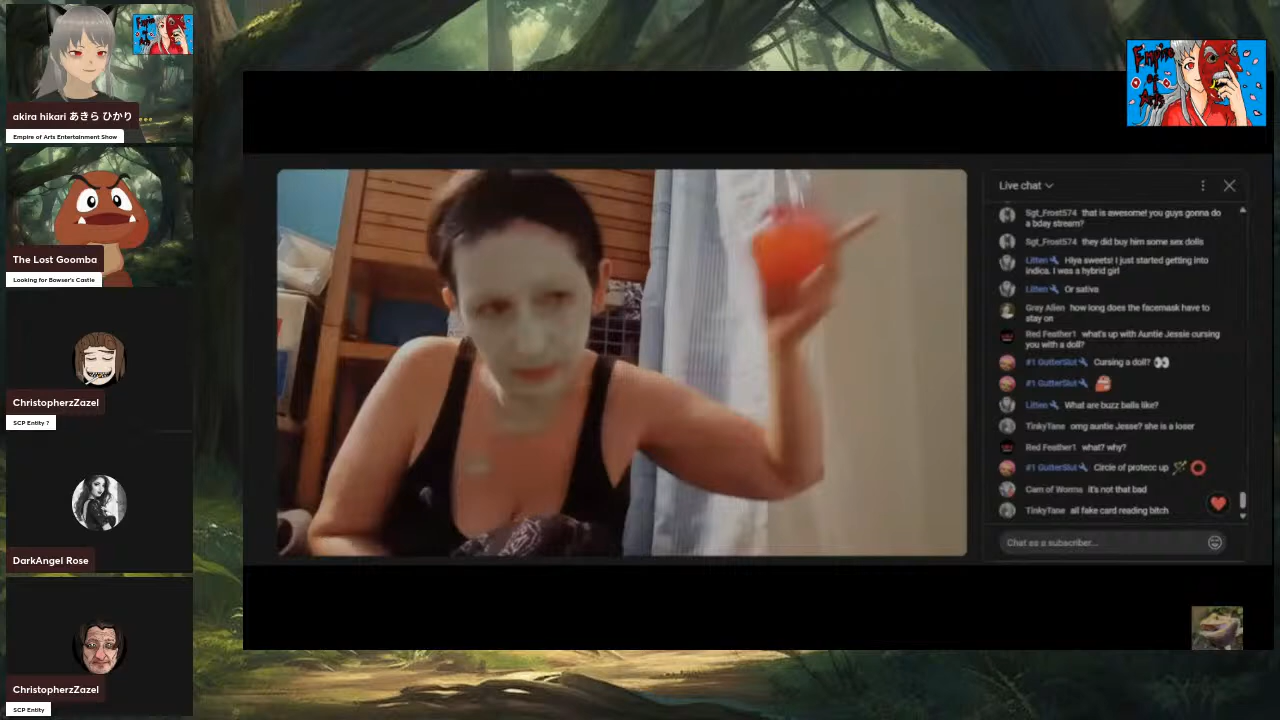 akira hikari あきら ひかり
Empire of Arts Entertainment Show
The Lost Goomba
Looking for Bowser's Castle
ChristopherzZazel
SCP Entity ?
DarkAngel Rose
ChristopherzZazel
SCP Entity
Empire
of
Arts
Live chat
Sgt_Frost574 that is awesome! you guys gonna do
a bday stream?
Sgt_Frost574 they did buy him some sex dolls
Litten Hiya sweets! I just started getting into
indica. I was a hybrid girl
Litten Or sativa
Grey Alien how long does the facemask have to
stay on
Red Feather1 what's up with Auntie Jessie cursing
you with a doll?
#1 GutterSlut Cursing a doll?
#1 GutterSlut
Litten What are buzz balls like?
TinkyTane omg auntie Jesse? she is a loser
Red Feather1 what? why?
#1 GutterSlut Circle of protecc up
Cam of Worms it's not that bad
TinkyTane all fake card reading bitch
Chat as a subscriber...